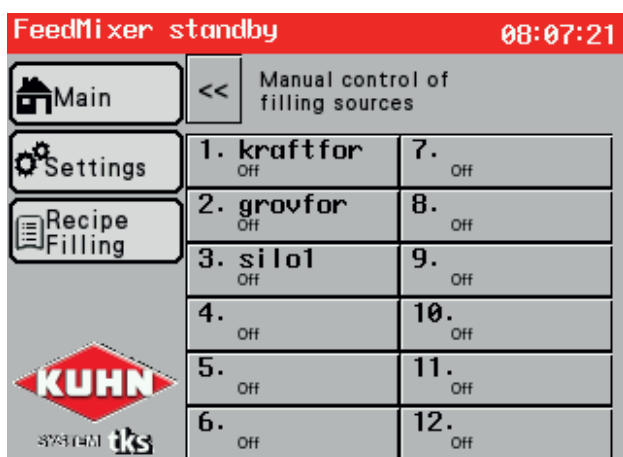 FeedMixer standby 08:07:21
Main
<< Manual control of
filling sources
Settings
Recipe
Filling
1. kraftfor
Off
7.
Off
2. grovfor
Off
8.
Off
3. silo1
Off
9.
Off
4.
Off
10.
Off
5.
Off
11.
Off
6.
Off
12.
Off
KUHN
SYSTEM tks